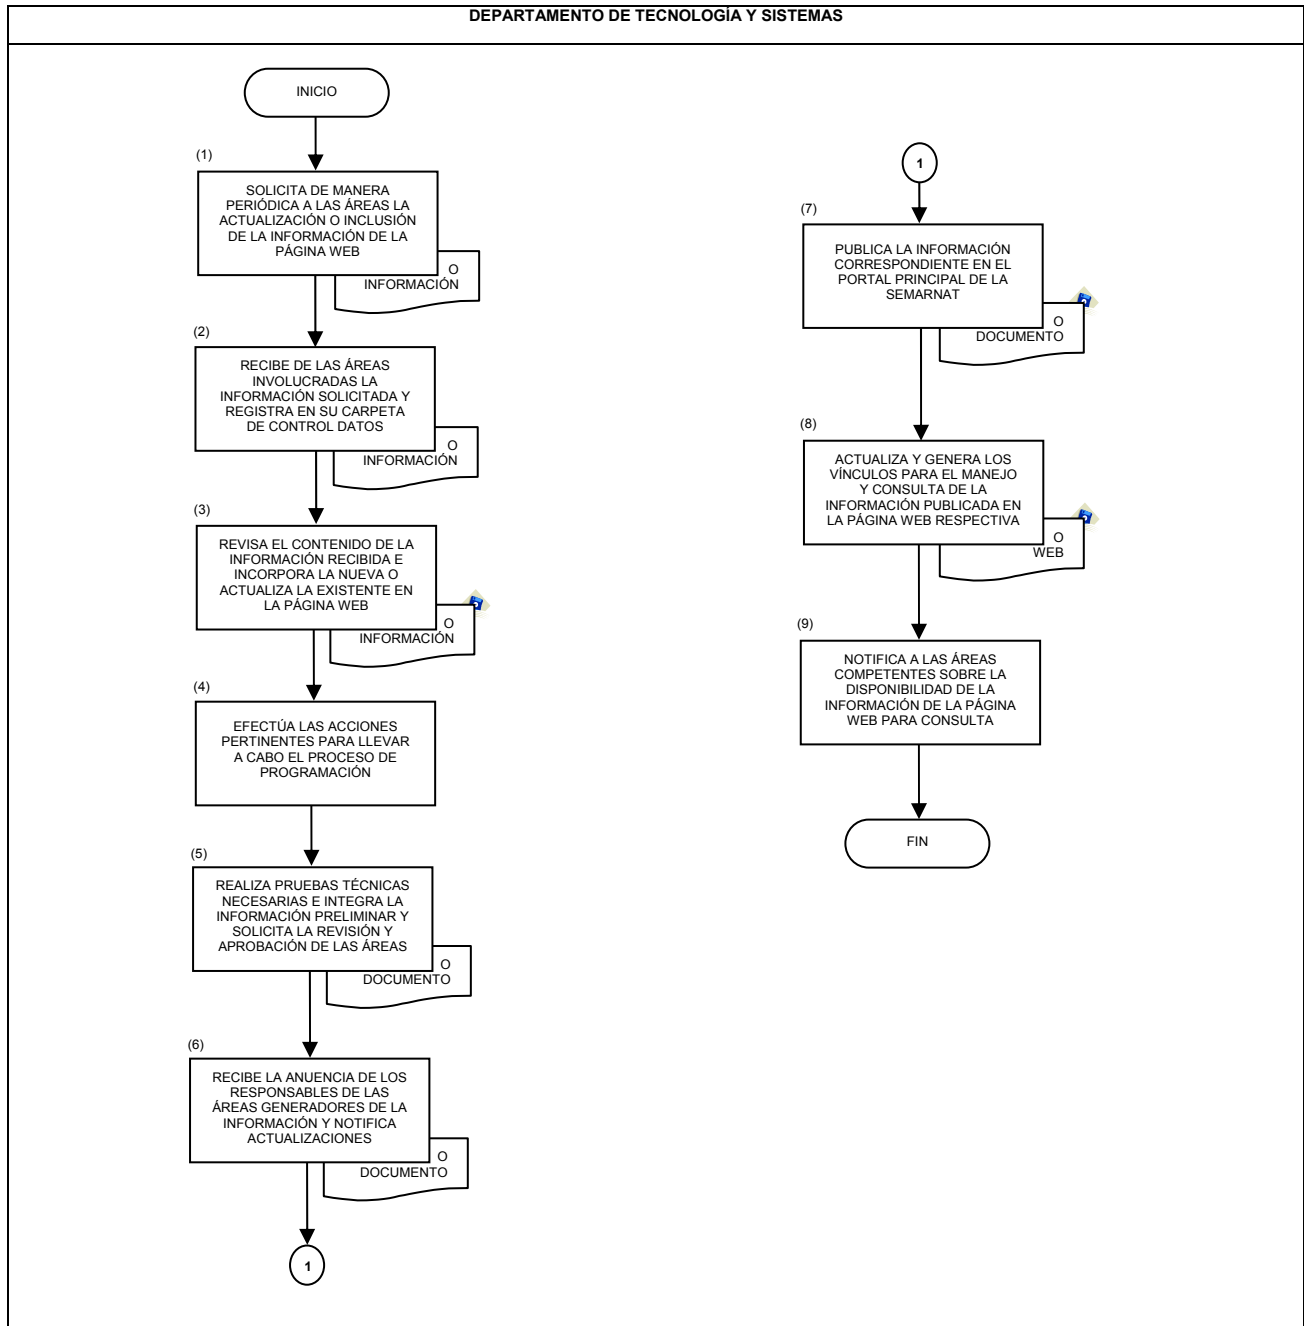 DEPARTAMENTO DE TECNOLOGÍA Y SISTEMAS
INICIO
(1)
SOLICITA DE MANERA
PERIÓDICA A LAS ÁREAS LA
ACTUALIZACIÓN O INCLUSIÓN
DE LA INFORMACIÓN DE LA
PÁGINA WEB
O
INFORMACIÓN
(2)
RECIBE DE LAS ÁREAS
INVOLUCRADAS LA
INFORMACIÓN SOLICITADA Y
REGISTRA EN SU CARPETA
DE CONTROL DATOS
O
INFORMACIÓN
(3)
REVISA EL CONTENIDO DE LA
INFORMACIÓN RECIBIDA E
INCORPORA LA NUEVA O
ACTUALIZA LA EXISTENTE EN
LA PÁGINA WEB
O
INFORMACIÓN
(4)
EFECTÚA LAS ACCIONES
PERTINENTES PARA LLEVAR
A CABO EL PROCESO DE
PROGRAMACIÓN
(5)
REALIZA PRUEBAS TÉCNICAS
NECESARIAS E INTEGRA LA
INFORMACIÓN PRELIMINAR Y
SOLICITA LA REVISIÓN Y
APROBACIÓN DE LAS ÁREAS
O
DOCUMENTO
(6)
RECIBE LA ANUENCIA DE LOS
RESPONSABLES DE LAS
ÁREAS GENERADORES DE LA
INFORMACIÓN Y NOTIFICA
ACTUALIZACIONES
O
DOCUMENTO
1
1
(7)
PUBLICA LA INFORMACIÓN
CORRESPONDIENTE EN EL
PORTAL PRINCIPAL DE LA
SEMARNAT
O
DOCUMENTO
(8)
ACTUALIZA Y GENERA LOS
VÍNCULOS PARA EL MANEJO
Y CONSULTA DE LA
INFORMACIÓN PUBLICADA EN
LA PÁGINA WEB RESPECTIVA
O
WEB
(9)
NOTIFICA A LAS ÁREAS
COMPETENTES SOBRE LA
DISPONIBILIDAD DE LA
INFORMACIÓN DE LA PÁGINA
WEB PARA CONSULTA
FIN